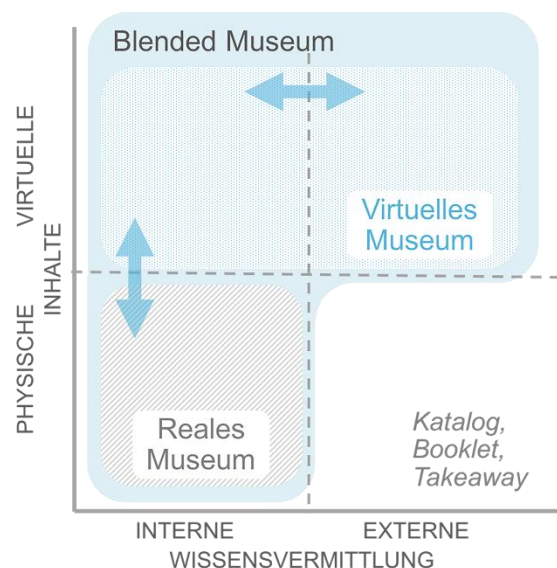 Blended Museum
Virtuelles
Museum
Reales
Museum
Katalog,
Booklet,
Takeaway
VIRTUELLE
PHYSISCHE
INHALTE
INTERNE
EXTERNE
WISSENSVERMITTLUNG